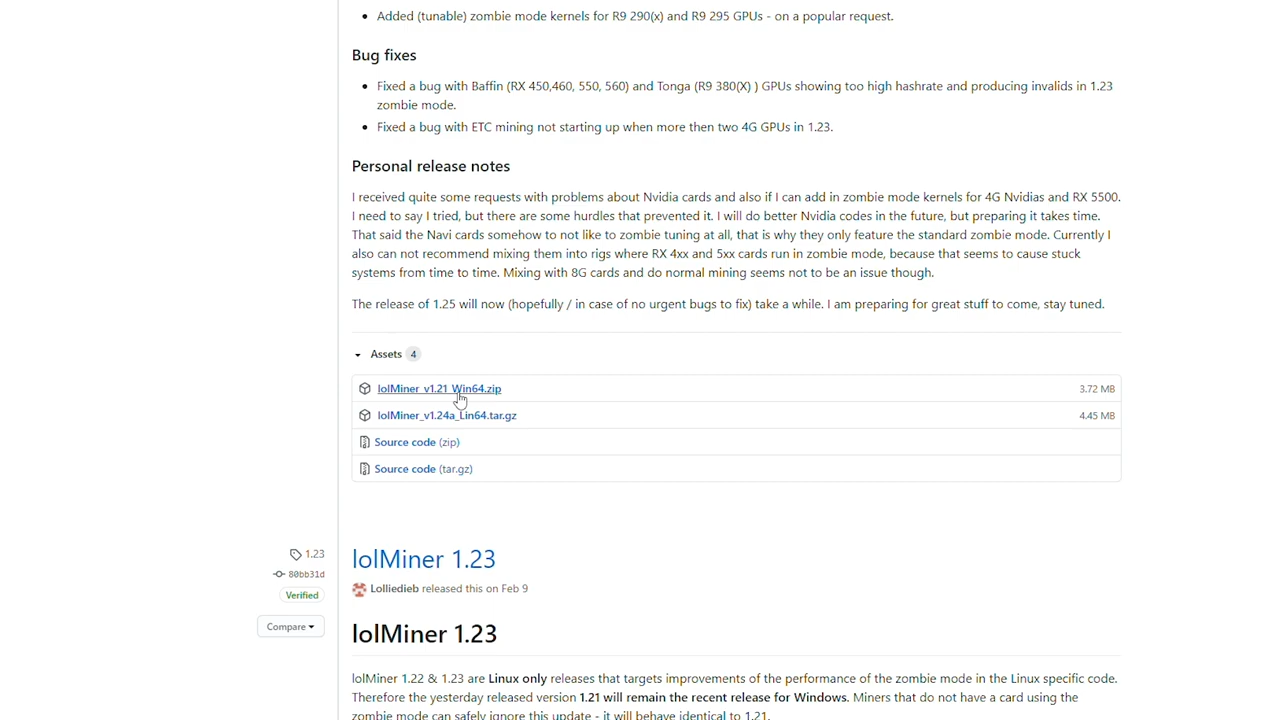 Added (tunable) zombie mode kernels for R9 290(x) and R9 295 GPUs - on a popular request.
Bug fixes
Fixed a bug with Baffin (RX 450,460, 550, 560) and Tonga (R9 380(X) ) GPUs showing too high hashrate and producing invalids in 1.23
zombie mode.
Fixed a bug with ETC mining not starting up when more then two 4G GPUs in 1.23.
Personal release notes
I received quite some requests with problems about Nvidia cards and also if I can add in zombie mode kernels for 4G Nvidias and RX 5500.
I need to say I tried, but there are some hurdles that prevented it. I will do better Nvidia codes in the future, but preparing it takes time.
That said the Navi cards somehow to not like to zombie tuning at all, that is why they only feature the standard zombie mode. Currently I
also can not recommend mixing them into rigs where RX 4xx and 5xx cards run in zombie mode, because that seems to cause stuck
systems from time to time. Mixing with 8G cards and do normal mining seems not to be an issue though.
The release of 1.25 will now (hopefully / in case of no urgent bugs to fix) take a while. I am preparing for great stuff to come, stay tuned.
Assets 4
lolMiner_v1.21_Win64.zip 3.72 MB
lolMiner_v1.24a_Lin64.tar.gz 4.45 MB
Source code (zip)
Source code (tar.gz)
1.23
80bb31d
Verified
Compare
lolMiner 1.23
Lolliedieb released this on Feb 9
lolMiner 1.23
lolMiner 1.22 & 1.23 are Linux only releases that targets improvements of the performance of the zombie mode in the Linux specific code.
Therefore the yesterday released version 1.21 will remain the recent release for Windows. Miners that do not have a card using the
zombie mode can safely ignore this update - it will behave identical to 1.21.